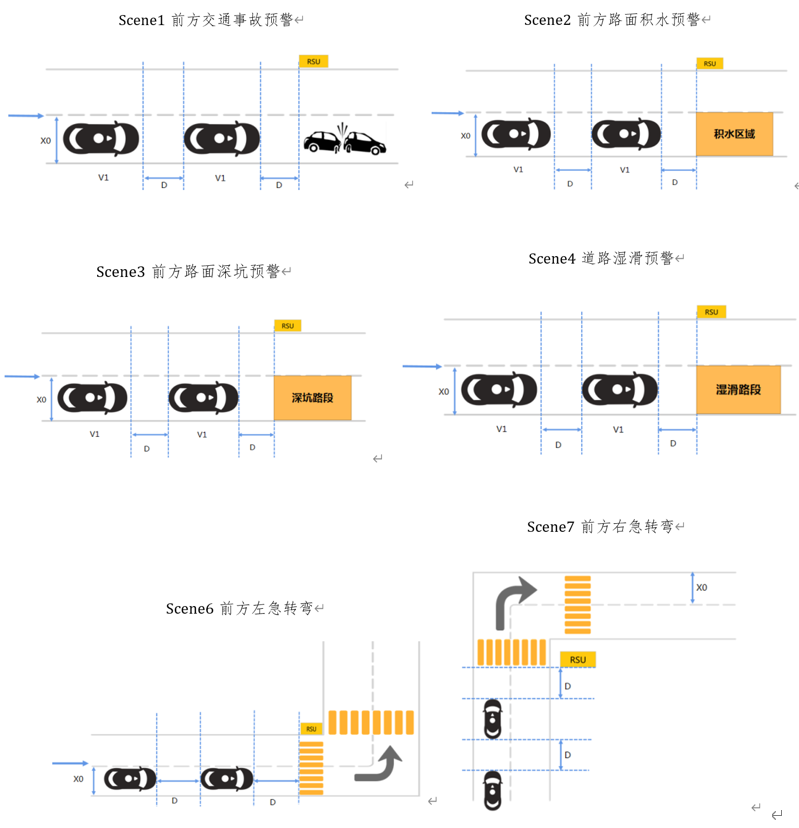 Scene1 前方交通事故预警↵
RSU
X0
V1
V1
D
D
↵
Scene2 前方路面积水预警↵
RSU
X0
积水区域
V1
V1
D
D
↵
Scene3 前方路面深坑预警↵
RSU
X0
深坑路段
V1
V1
D
D
↵
Scene4 道路湿滑预警↵
RSU
X0
湿滑路段
V1
V1
D
D
↵
Scene6 前方左急转弯↵
RSU
X0
D
D
↵
Scene7 前方右急转弯↵
X0
RSU
D
D
↵
↵